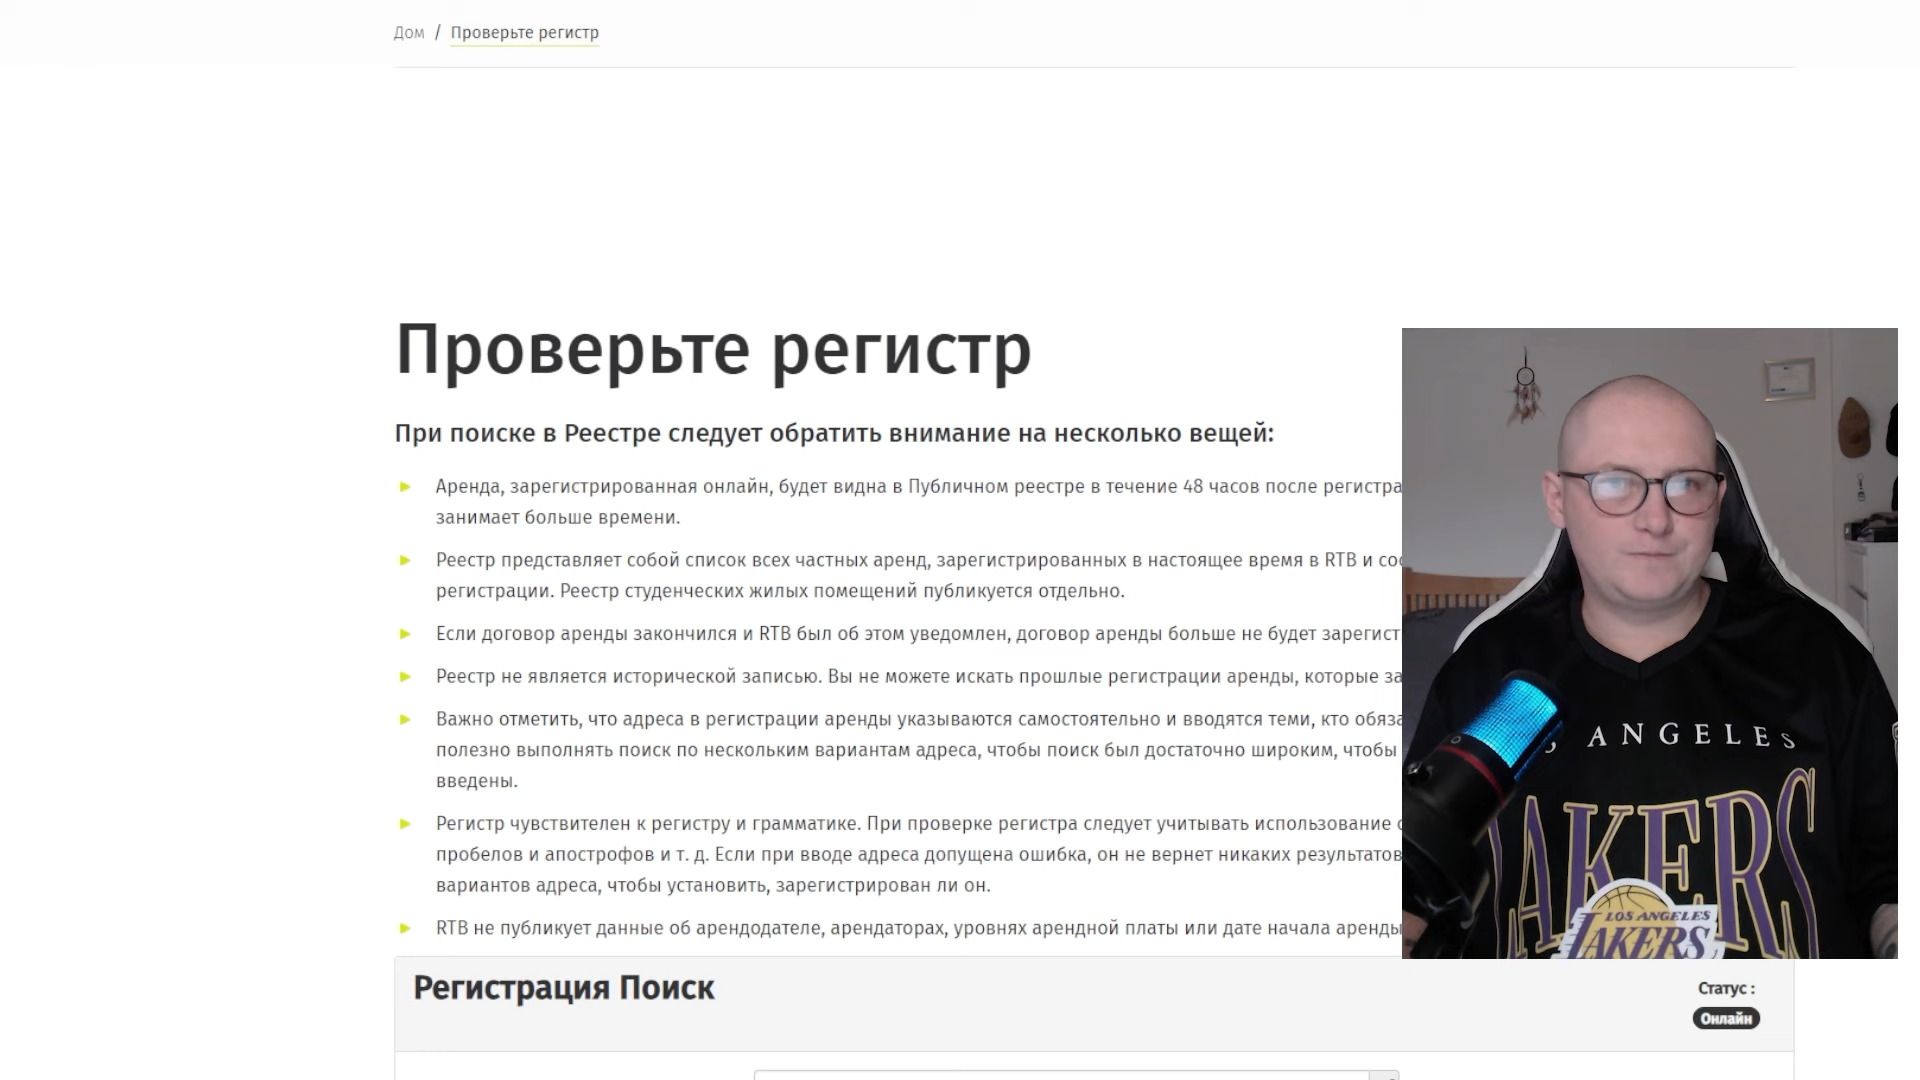 Дом / Проверьте регистр
Проверьте регистр
При поиске в Реестре следует обратить внимание на несколько вещей:
Аренда, зарегистрированная онлайн, будет видна в Публичном реестре в течение 48 часов после регистра
занимает больше времени.
Реестр представляет собой список всех частных аренд, зарегистрированных в настоящее время в RTB и
регистрации. Реестр студенческих жилых помещений публикуется отдельно.
Если договор аренды закончился и RTB был об этом уведомлен, договор аренды больше не будет зарегист
Реестр не является исторической записью. Вы не можете искать прошлые регистрации аренды, которые за
Важно отметить, что адреса в регистрации аренды указываются самостоятельно и вводятся теми, кто обяза
полезно выполнять поиск по нескольким вариантам адреса, чтобы поиск был достаточно широким, чтобы
введены.
Регистр чувствителен к регистру и грамматике. При проверке регистра следует учитывать использование
пробелов и апострофов и т. д. Если при вводе адреса допущена ошибка, он не вернет никаких результатов
вариантов адреса, чтобы установить, зарегистрирован ли он.
RTB не публикует данные об арендодателе, арендаторах, уровнях арендной платы или дате начала аренды
Регистрация Поиск
Статус :
Онлайн
ANGELES
LAKERS
LOS ANGELES
LAKERS